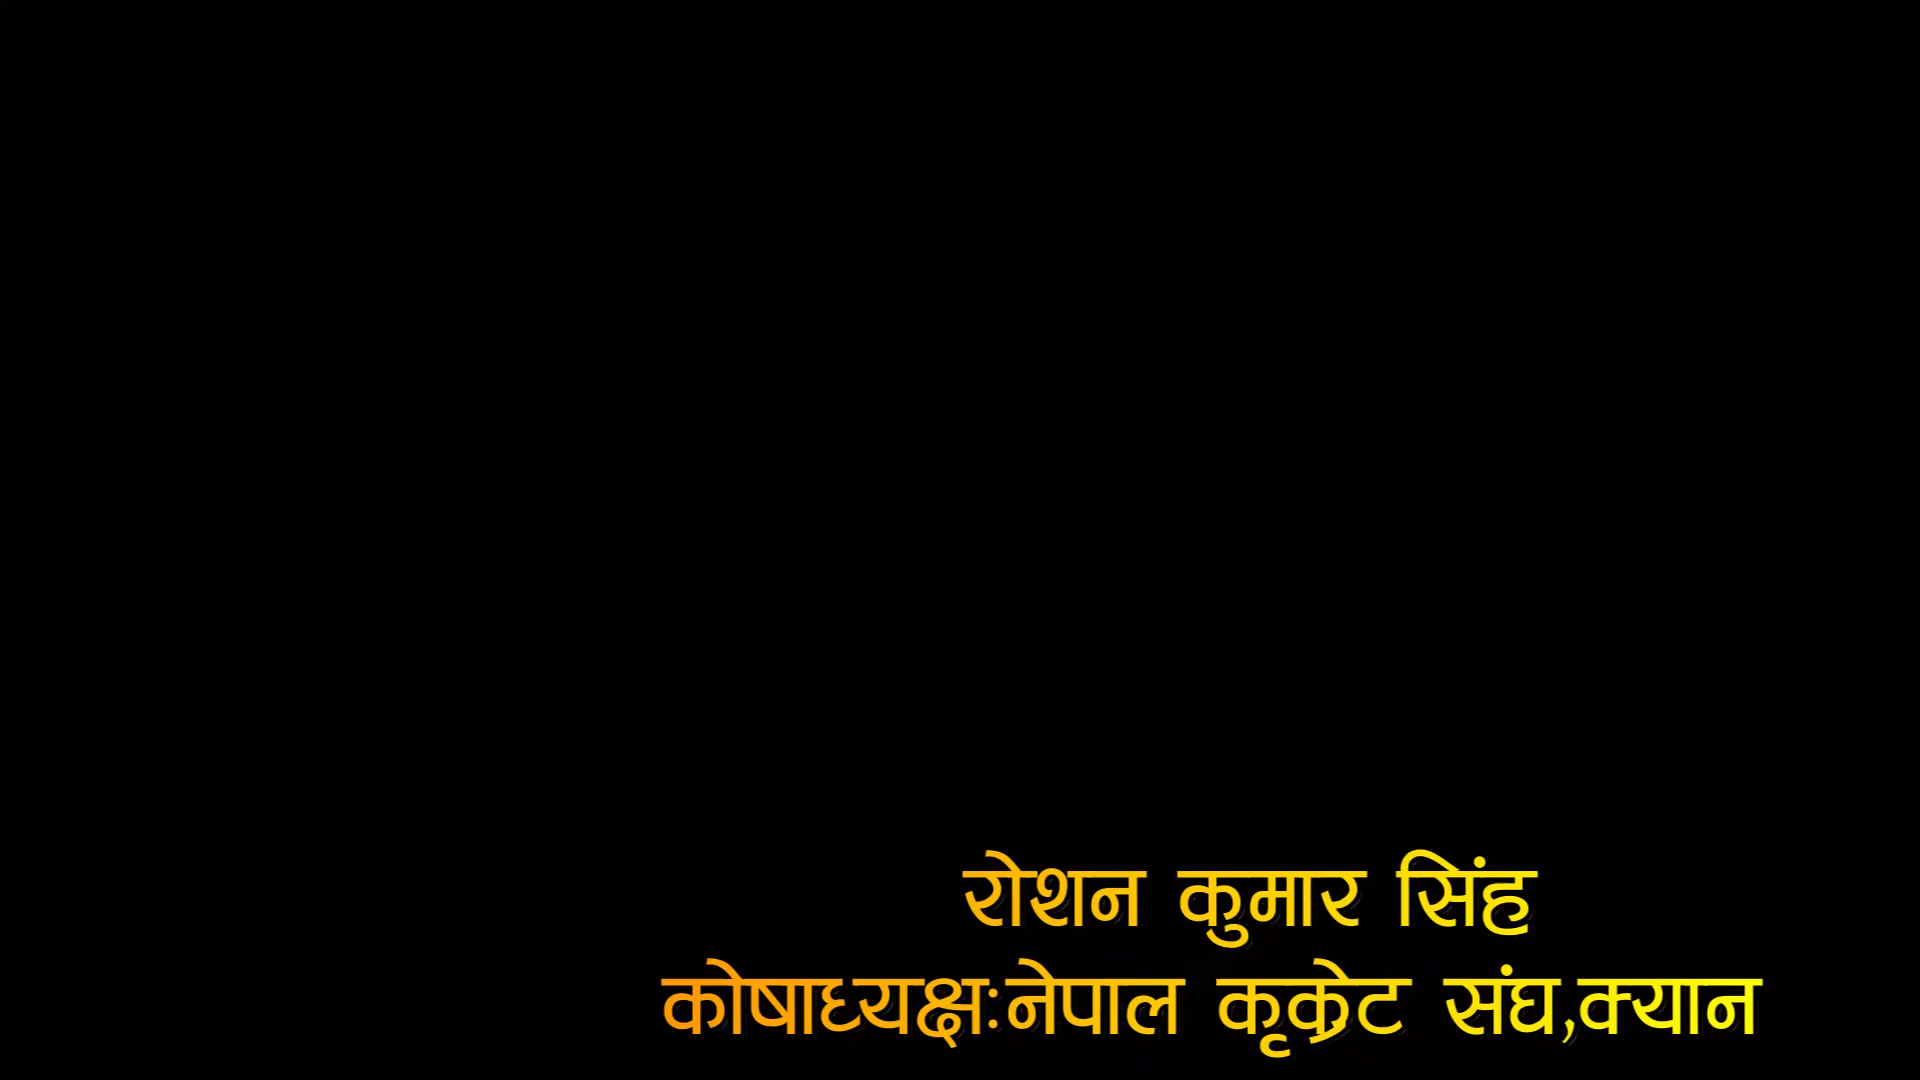 रोशन कुमार सिंह
कोषाध्यक्षः नेपाल कृक्रेट संघ,क्यान